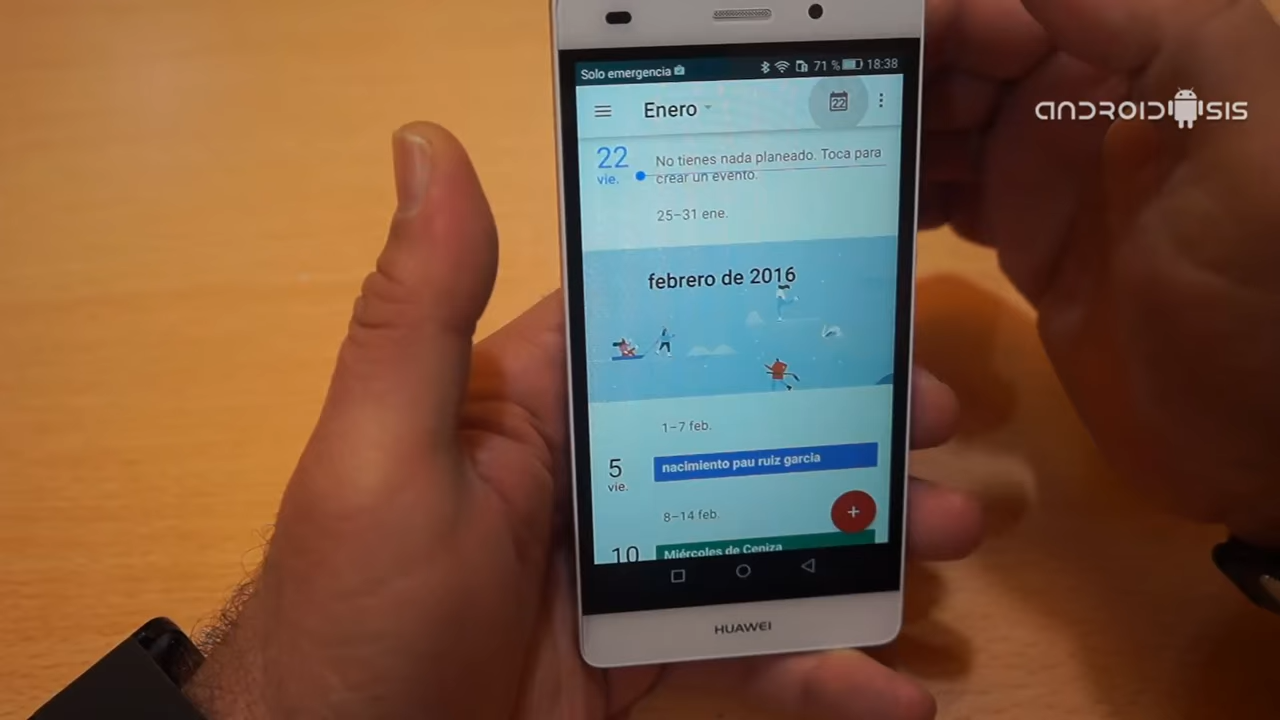 Solo emergencia 71 % 18:38
Enero 22
ANDROIDSIS
22
vie.
No tienes nada planeado. Toca para
crear un evento.
25–31 ene.
febrero de 2016
1–7 feb.
5
vie.
nacimiento pau ruiz garcia
8–14 feb.
10
Miércoles de Ceniza
HUAWEI